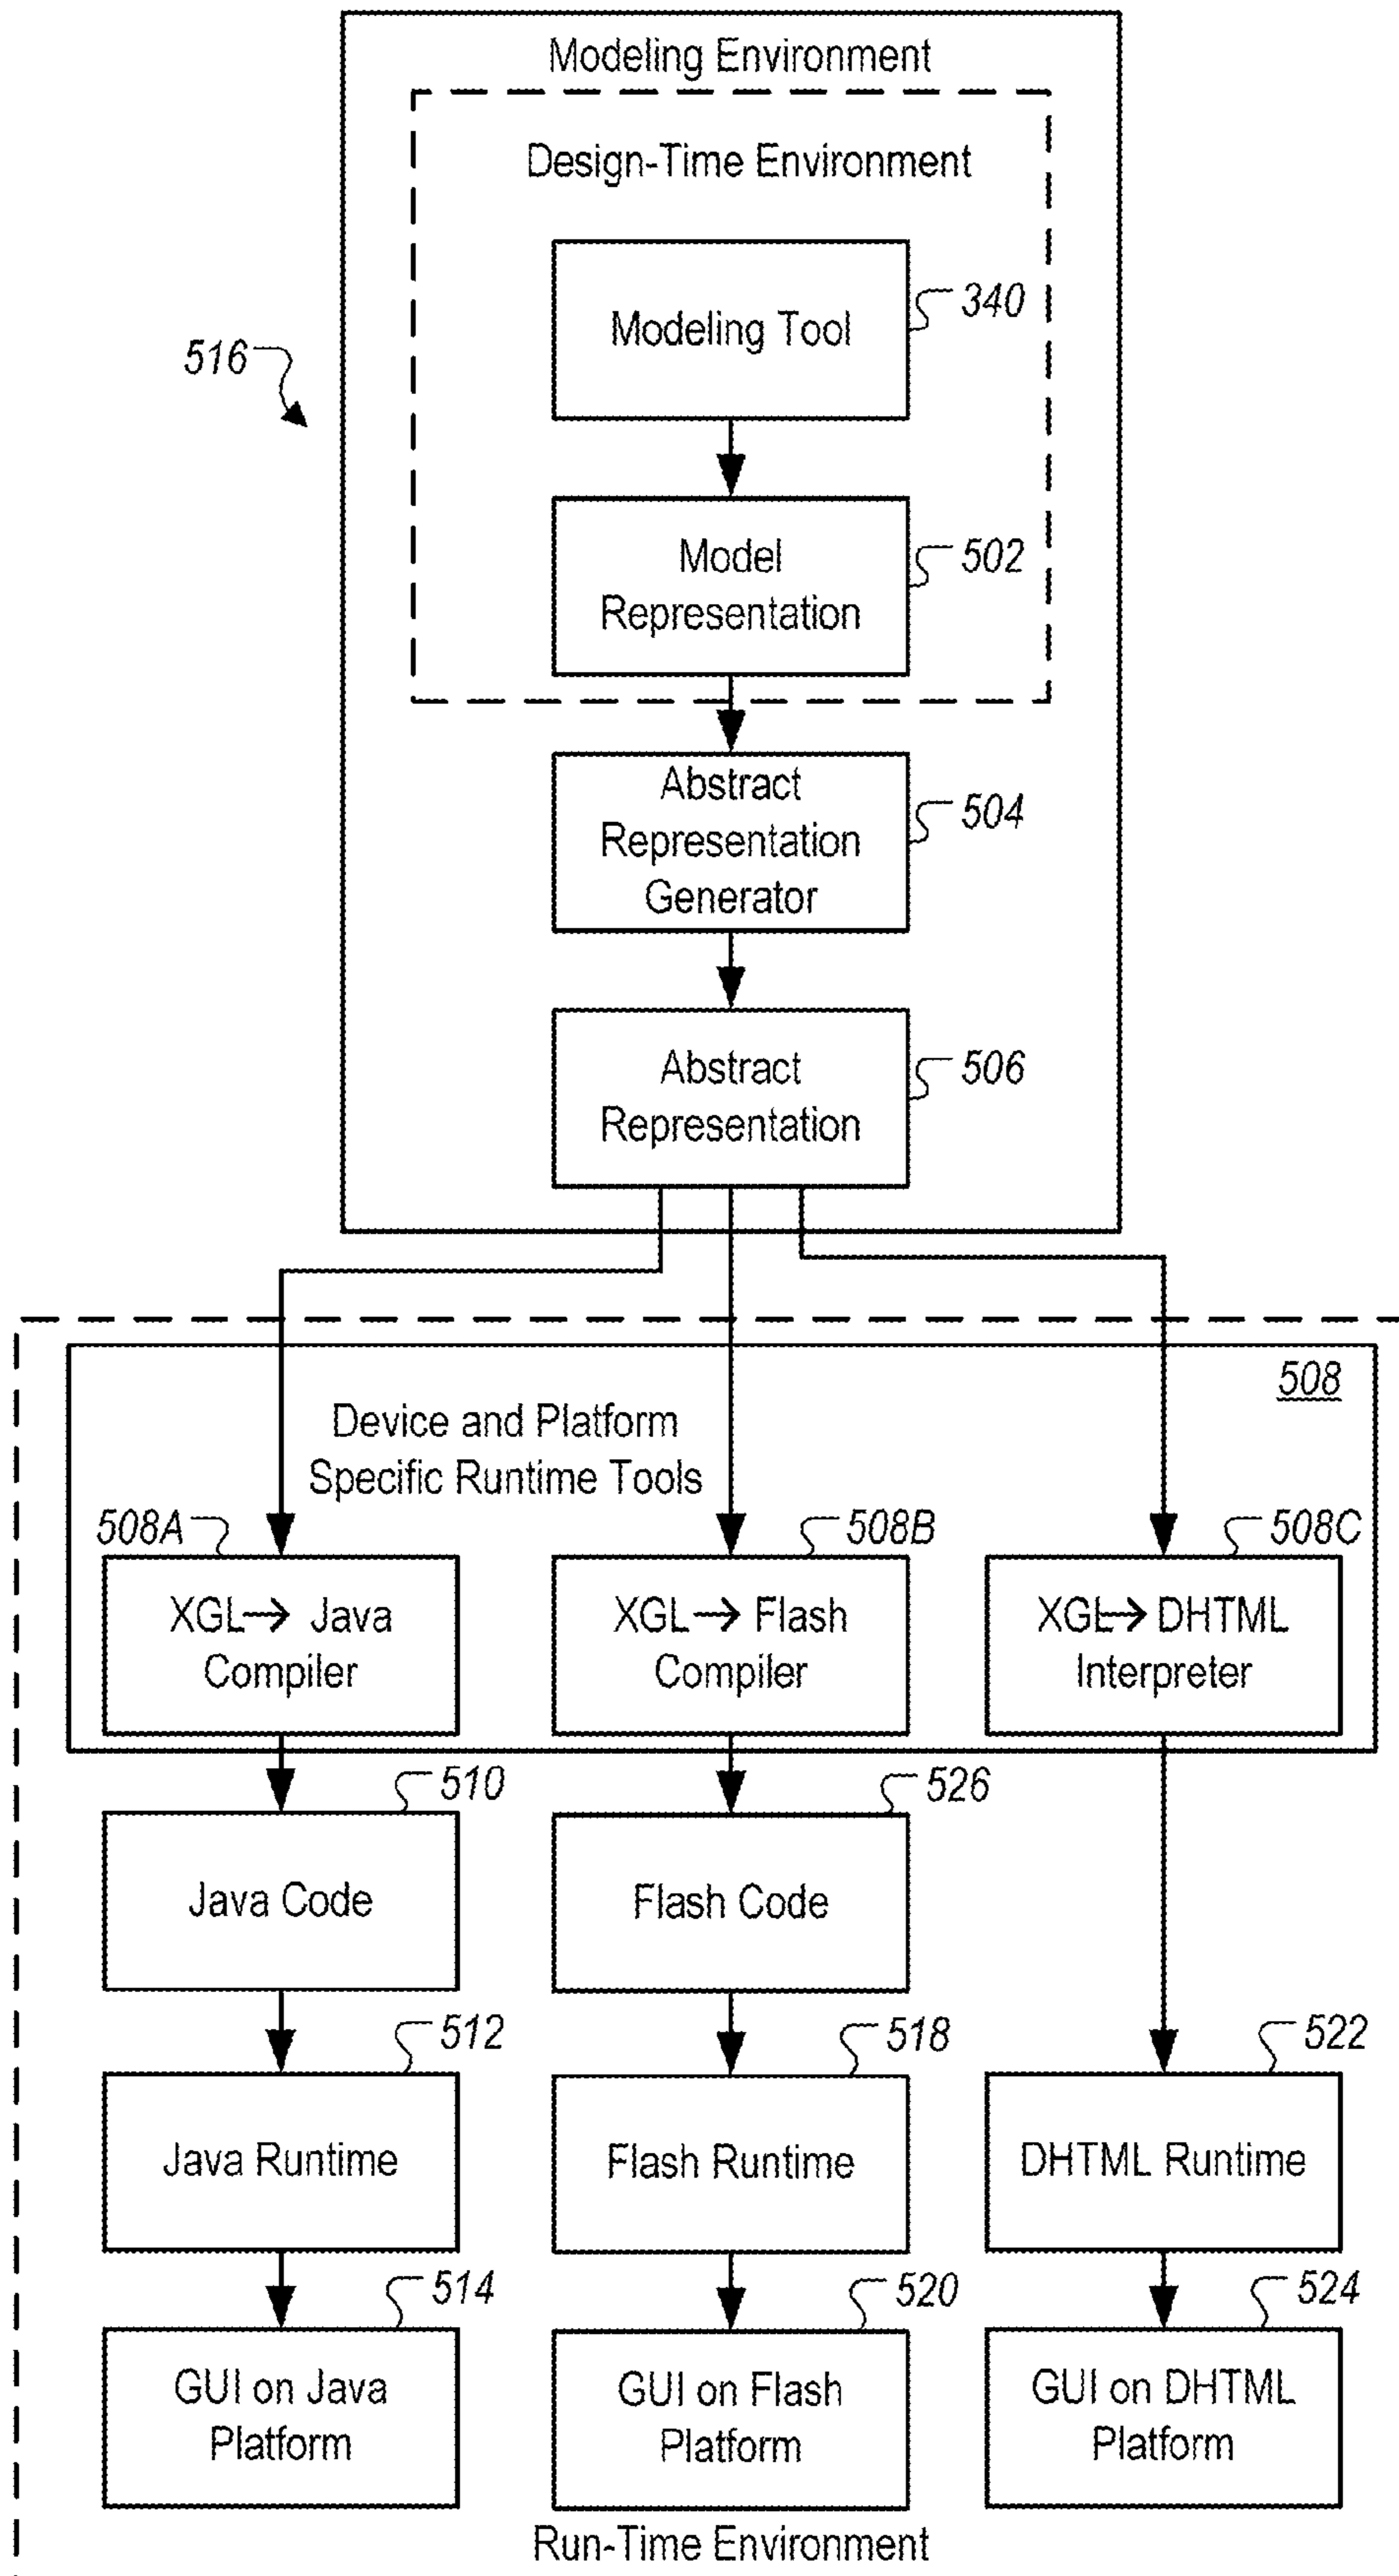 Modeling Environment
Design-Time Environment
Modeling Tool
340
516
Model
Representation
502
Abstract
Representation
Generator
504
Abstract
Representation
506
508
Device and Platform
Specific Runtime Tools
508A
508B
508C
XGL→ Java
Compiler
XGL→ Flash
Compiler
XGL→ DHTML
Interpreter
510
526
Java Code
Flash Code
512
518
522
Java Runtime
Flash Runtime
DHTML Runtime
514
520
524
GUI on Java
Platform
GUI on Flash
Platform
GUI on DHTML
Platform
Run-Time Environment